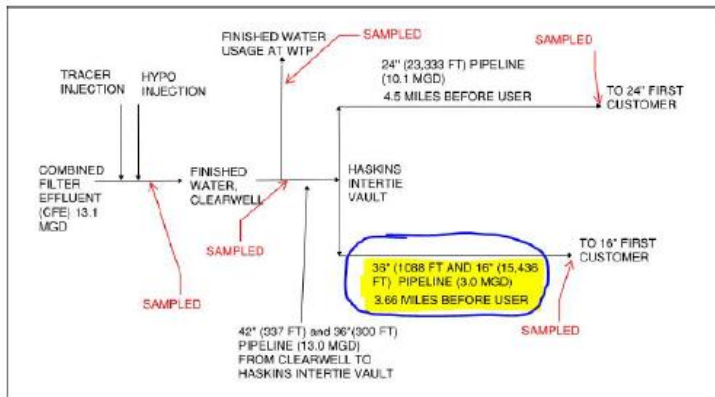 FINISHED WATER
USAGE AT WTP
SAMPLED
SAMPLED
24" (23,333 FT) PIPELINE
(10.1 MGD)
4.5 MILES BEFORE USER
TRACER
INJECTION
HYPO
INJECTION
TO 24" FIRST
CUSTOMER
COMBINED
FILTER
EFFLUENT
(CFE) 13.1
MGD
FINISHED
WATER,
CLEARWELL
HASKINS
INTERTIE
VAULT
SAMPLED
SAMPLED
36" (1088 FT AND 16" (15,436
FT) PIPELINE (3.0 MGD)
3.66 MILES BEFORE USER
TO 16" FIRST
CUSTOMER
SAMPLED
42" (337 FT) and 36"(300 FT)
PIPELINE (13.0 MGD)
FROM CLEARWELL TO
HASKINS INTERTIE VAULT